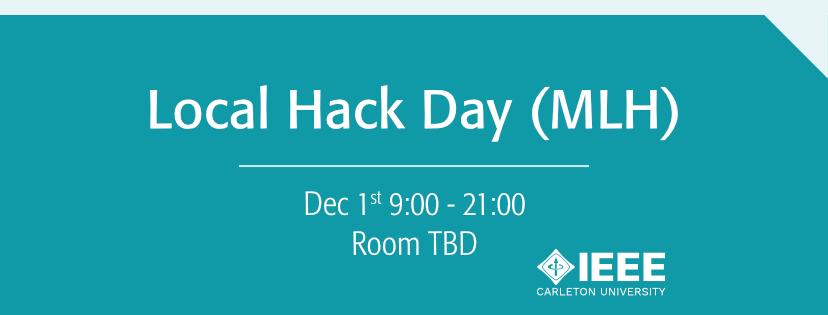 Local Hack Day (MLH)
Dec 1st 9:00 - 21:00
Room TBD
IEEE
CARLETON UNIVERSITY